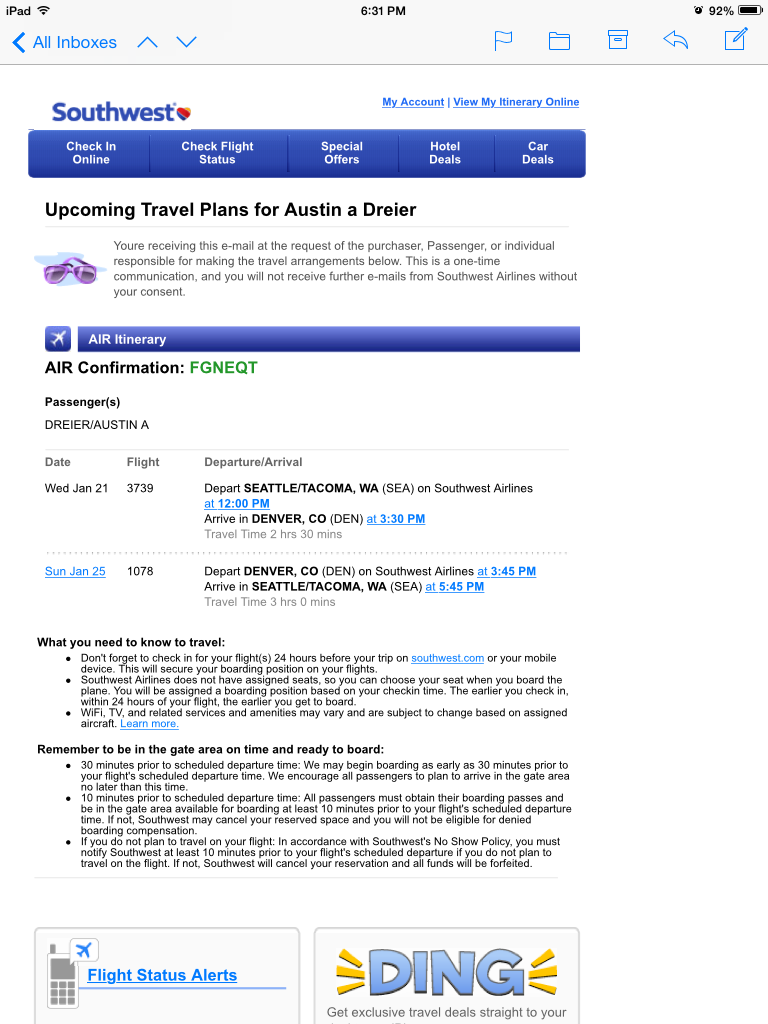 iPad 6:31 PM 92%
All Inboxes
Southwest
My Account | View My Itinerary Online
Check In Online
Check Flight Status
Special Offers
Hotel Deals
Car Deals
Upcoming Travel Plans for Austin a Dreier
Youre receiving this e-mail at the request of the purchaser, Passenger, or individual
responsible for making the travel arrangements below. This is a one-time
communication, and you will not receive further e-mails from Southwest Airlines without
your consent.
AIR Itinerary
AIR Confirmation: FGNEQT
Passenger(s)
DREIER/AUSTIN A
Date Flight Departure/Arrival
Wed Jan 21 3739 Depart SEATTLE/TACOMA, WA (SEA) on Southwest Airlines
at 12:00 PM
Arrive in DENVER, CO (DEN) at 3:30 PM
Travel Time 2 hrs 30 mins
Sun Jan 25 1078 Depart DENVER, CO (DEN) on Southwest Airlines at 3:45 PM
Arrive in SEATTLE/TACOMA, WA (SEA) at 5:45 PM
Travel Time 3 hrs 0 mins
What you need to know to travel:
• Don't forget to check in for your flight(s) 24 hours before your trip on southwest.com or your mobile
device. This will secure your boarding position on your flights.
• Southwest Airlines does not have assigned seats, so you can choose your seat when you board the
plane. You will be assigned a boarding position based on your checkin time. The earlier you check in,
within 24 hours of your flight, the earlier you get to board.
• WiFi, TV, and related services and amenities may vary and are subject to change based on assigned
aircraft. Learn more.
Remember to be in the gate area on time and ready to board:
• 30 minutes prior to scheduled departure time: We may begin boarding as early as 30 minutes prior to
your flight's scheduled departure time. We encourage all passengers to plan to arrive in the gate area
no later than this time.
• 10 minutes prior to scheduled departure time: All passengers must obtain their boarding passes and
be in the gate area available for boarding at least 10 minutes prior to your flight's scheduled departure
time. If not, Southwest may cancel your reserved space and you will not be eligible for denied
boarding compensation.
• If you do not plan to travel on your flight: In accordance with Southwest's No Show Policy, you must
notify Southwest at least 10 minutes prior to your flight's scheduled departure if you do not plan to
travel on the flight. If not, Southwest will cancel your reservation and all funds will be forfeited.
Flight Status Alerts
DING
Get exclusive travel deals straight to your